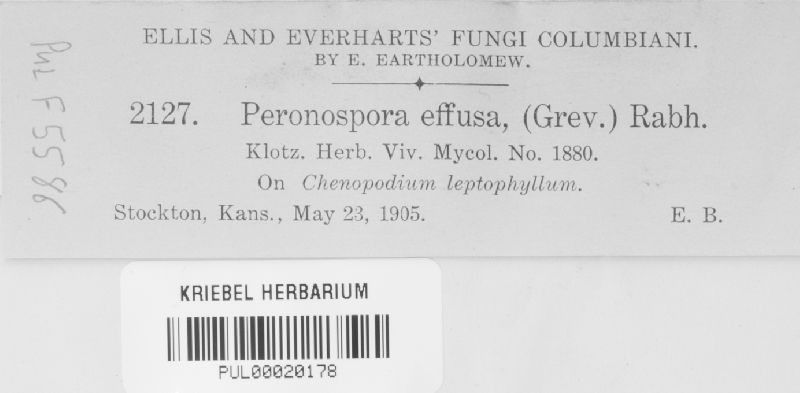 ELLIS AND EVERHARTS' FUNGI COLUMBIANI.
BY E. EARTHOLOMEW.
2127. Peronospora effusa, (Grev.) Rabh.
Klotz. Herb. Viv. Mycol. No. 1880.
On Chenopodium leptophyllum.
Stockton, Kans., May 23, 1905. E. B.
PUL F5586
KRIEBEL HERBARIUM
PUL00020178